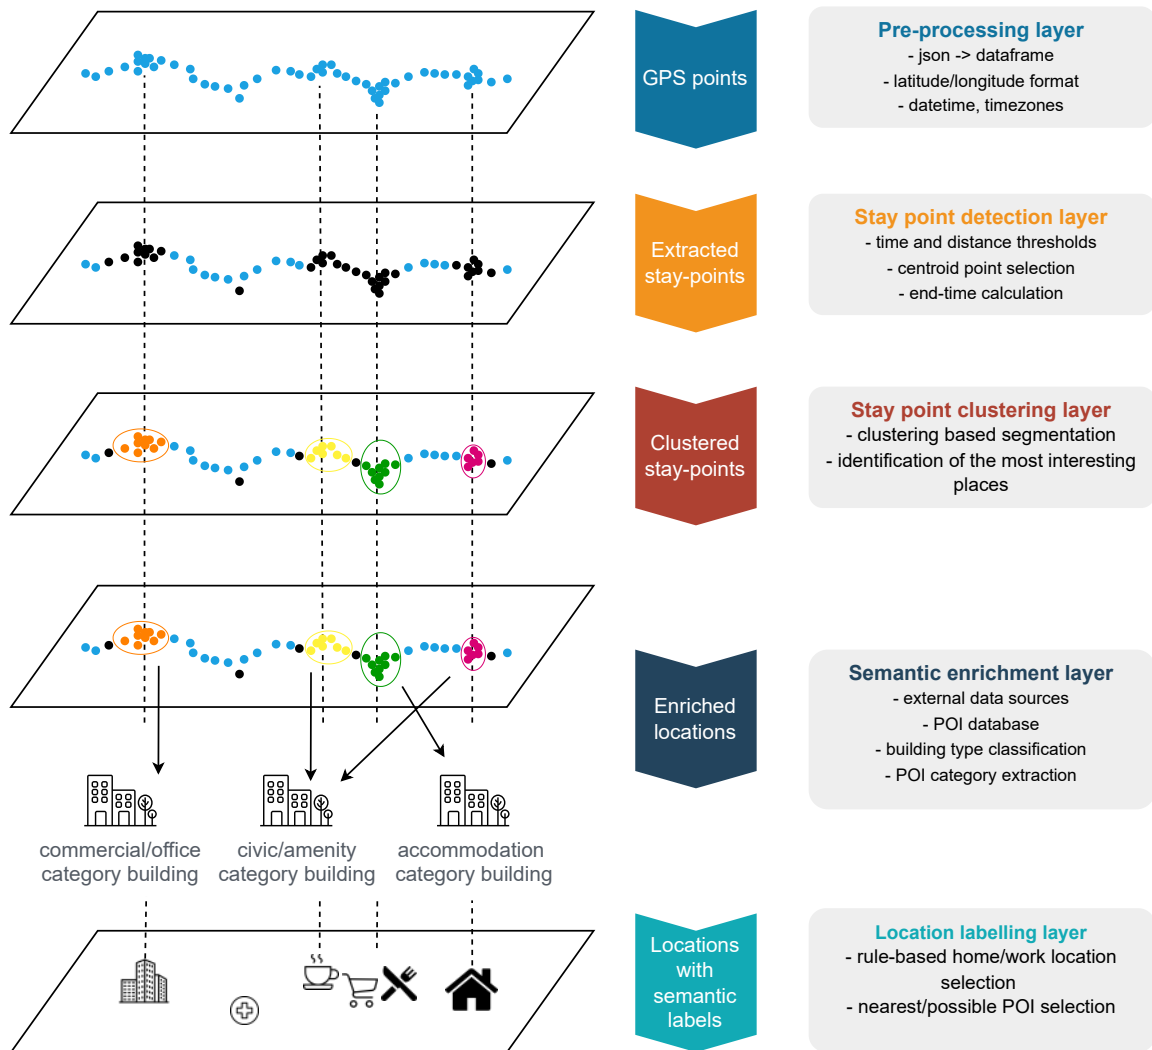 GPS points
Pre-processing layer
- json -> dataframe
- latitude/longitude format
- datetime, timezones
Extracted
stay-points
Stay point detection layer
- time and distance thresholds
- centroid point selection
- end-time calculation
Clustered
stay-points
Stay point clustering layer
- clustering based segmentation
- identification of the most interesting
places
Enriched
locations
Semantic enrichment layer
- external data sources
- POI database
- building type classification
- POI category extraction
commercial/office
category building
civic/amenity
category building
accommodation
category building
Locations
with
semantic
labels
Location labelling layer
- rule-based home/work location
selection
- nearest/possible POI selection